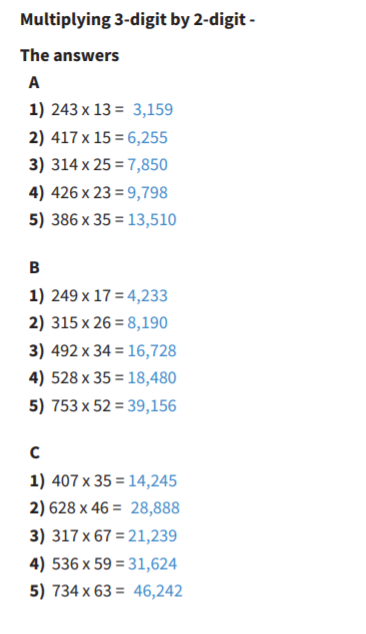 Multiplying 3-digit by 2-digit -
The answers
A
1) 243 x 13 = 3,159
2) 417 x 15 = 6,255
3) 314 x 25 = 7,850
4) 426 x 23 = 9,798
5) 386 x 35 = 13,510
B
1) 249 x 17 = 4,233
2) 315 x 26 = 8,190
3) 492 x 34 = 16,728
4) 528 x 35 = 18,480
5) 753 x 52 = 39,156
C
1) 407 x 35 = 14,245
2) 628 x 46 = 28,888
3) 317 x 67 = 21,239
4) 536 x 59 = 31,624
5) 734 x 63 = 46,242